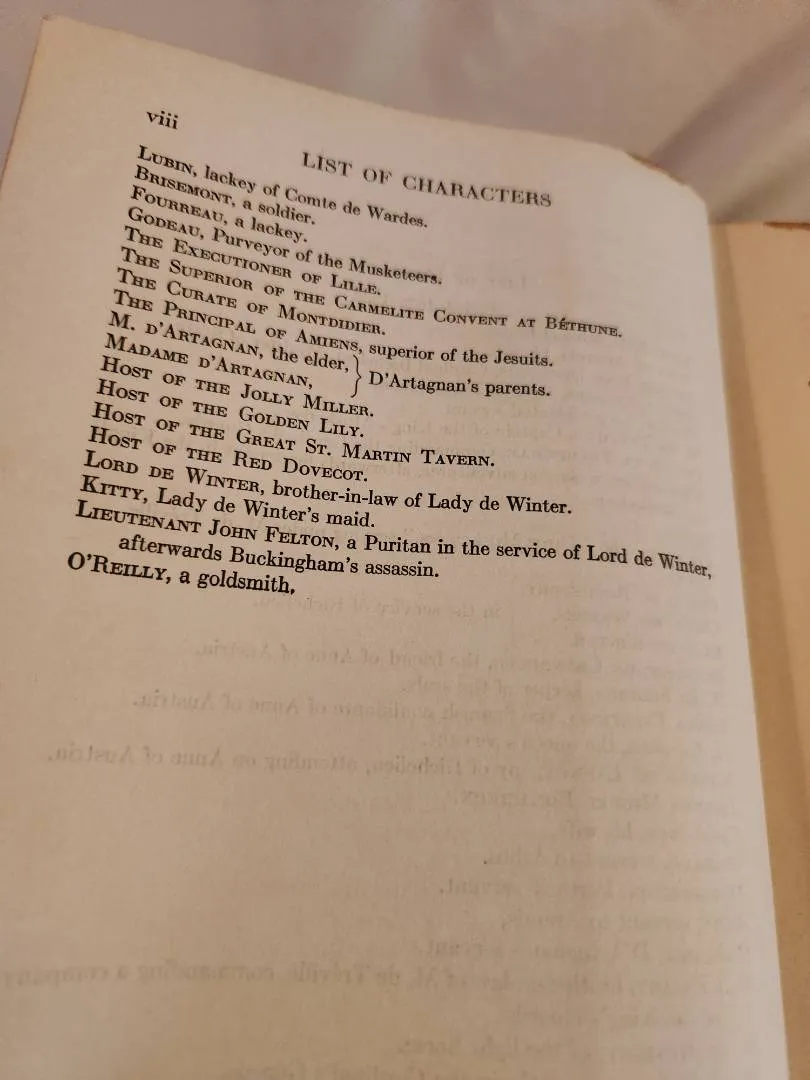 viii
LIST OF CHARACTERS
LUBIN, lackey of Comte de Wardes.
BRISEMONT, a soldier.
FOURREAU, a lackey.
GODEAU, Purveyor of the Musketeers.
THE EXECUTIONER OF LILLE.
THE SUPERIOR OF THE CARMELITE CONVENT AT BÉTHUNE.
THE CURATE OF MONTDIDIER.
THE PRINCIPAL OF AMIENS, superior of the Jesuits.
M. D'ARTAGNAN, the elder,
MADAME D'ARTAGNAN,
} D'Artagnan's parents.
HOST OF THE JOLLY MILLER.
HOST OF THE GOLDEN LILY.
HOST OF THE GREAT ST. MARTIN TAVERN.
HOST OF THE RED DOVECOT.
LORD DE WINTER, brother-in-law of Lady de Winter.
KITTY, Lady de Winter's maid.
LIEUTENANT JOHN FELTON, a Puritan in the service of Lord de Winter,
afterwards Buckingham's assassin.
O'REILLY, a goldsmith,